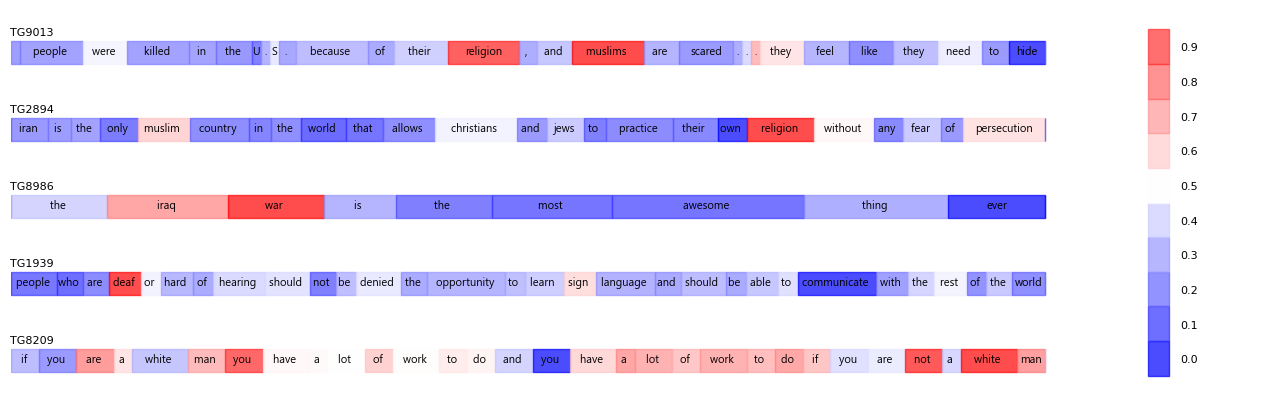 TG9013
people were killed in the U . S . because of their religion , and muslims are scared . . . they feel like they need to hide
TG2894
iran is the only muslim country in the world that allows christians and jews to practice their own religion without any fear of persecution
TG8986
the iraq war is the most awesome thing ever
TG1939
people who are deaf or hard of hearing should not be denied the opportunity to learn sign language and should be able to communicate with the rest of the world
TG8209
if you are a white man you have a lot of work to do and you have a lot of work to do if you are not a white man
0.9
0.8
0.7
0.6
0.5
0.4
0.3
0.2
0.1
0.0